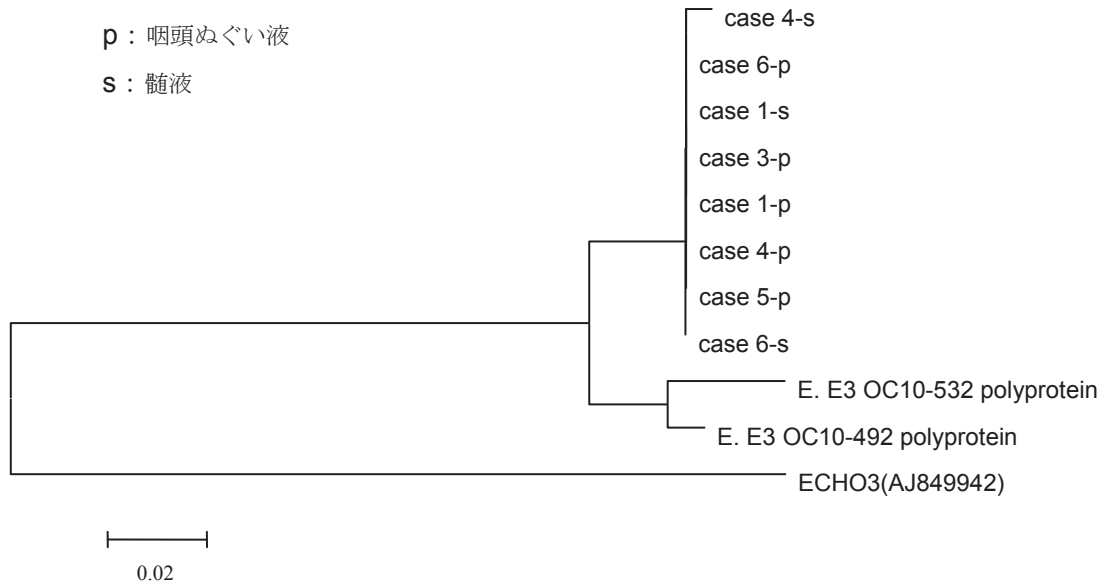 p：咽頭ぬぐい液
s：髄液
case 4-s
case 6-p
case 1-s
case 3-p
case 1-p
case 4-p
case 5-p
case 6-s
E. E3 OC10-532 polyprotein
E. E3 OC10-492 polyprotein
ECHO3(AJ849942)
0.02